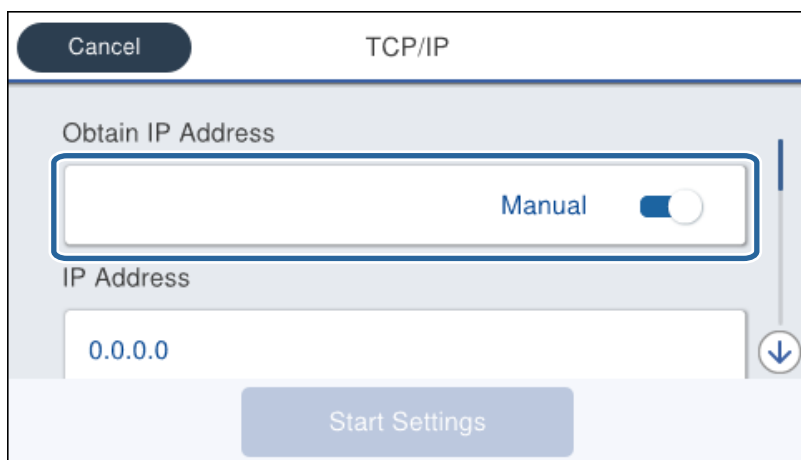 Cancel
TCP/IP
Obtain IP Address
Manual
IP Address
0.0.0.0
Start Settings